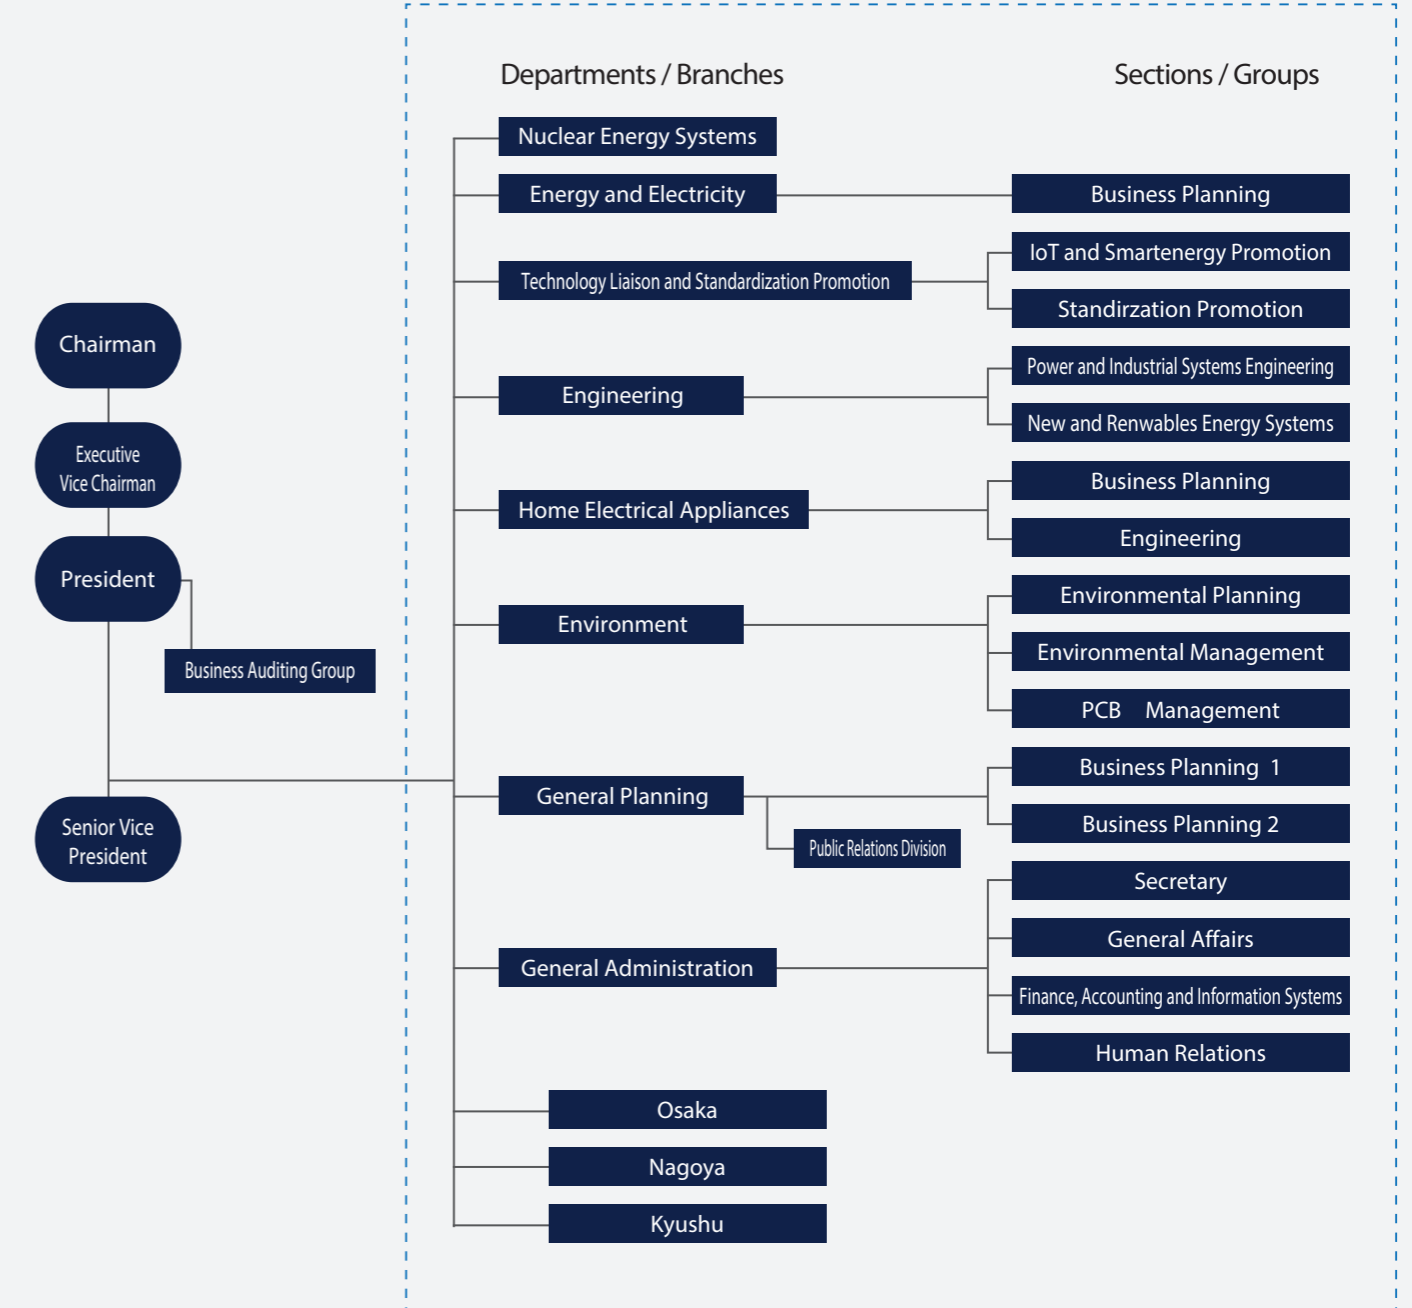 Departments / Branches
Sections / Groups
Chairman
Executive
Vice Chairman
President
Business Auditing Group
Senior Vice
President
Nuclear Energy Systems
Energy and Electricity
Business Planning
Technology Liaison and Standardization Promotion
IoT and Smartenergy Promotion
Standirzation Promotion
Engineering
Power and Industrial Systems Engineering
New and Renwables Energy Systems
Home Electrical Appliances
Business Planning
Engineering
Environment
Environmental Planning
Environmental Management
PCB Management
General Planning
Public Relations Division
Business Planning 1
Business Planning 2
General Administration
Secretary
General Affairs
Finance, Accounting and Information Systems
Human Relations
Osaka
Nagoya
Kyushu